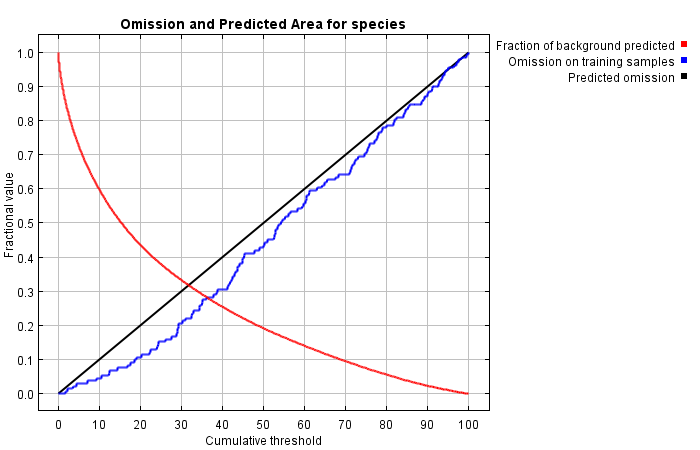 Omission and Predicted Area for species
Fraction of background predicted
Omission on training samples
Predicted omission
Fractional value
1.0
0.9
0.8
0.7
0.6
0.5
0.4
0.3
0.2
0.1
0.0
0 10 20 30 40 50 60 70 80 90 100
Cumulative threshold